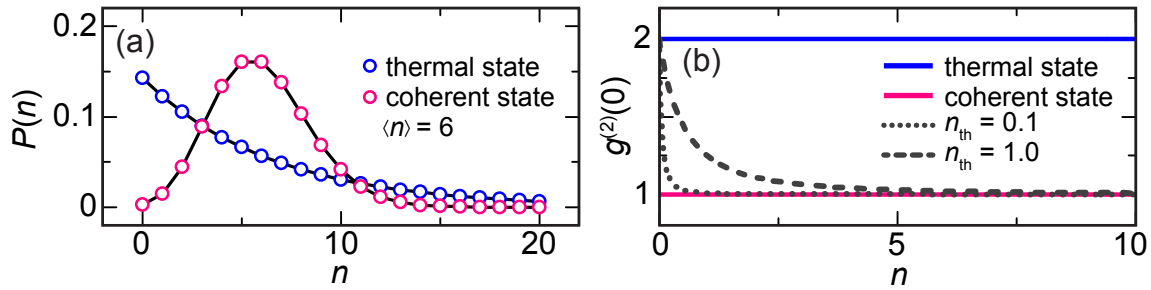 (a)
thermal state
coherent state
⟨n⟩ = 6
P(n)
0.2
0.1
0
0 10 20
n
(b)
thermal state
coherent state
n_th = 0.1
n_th = 1.0
g^(2)(0)
2
1
0 5 10
n